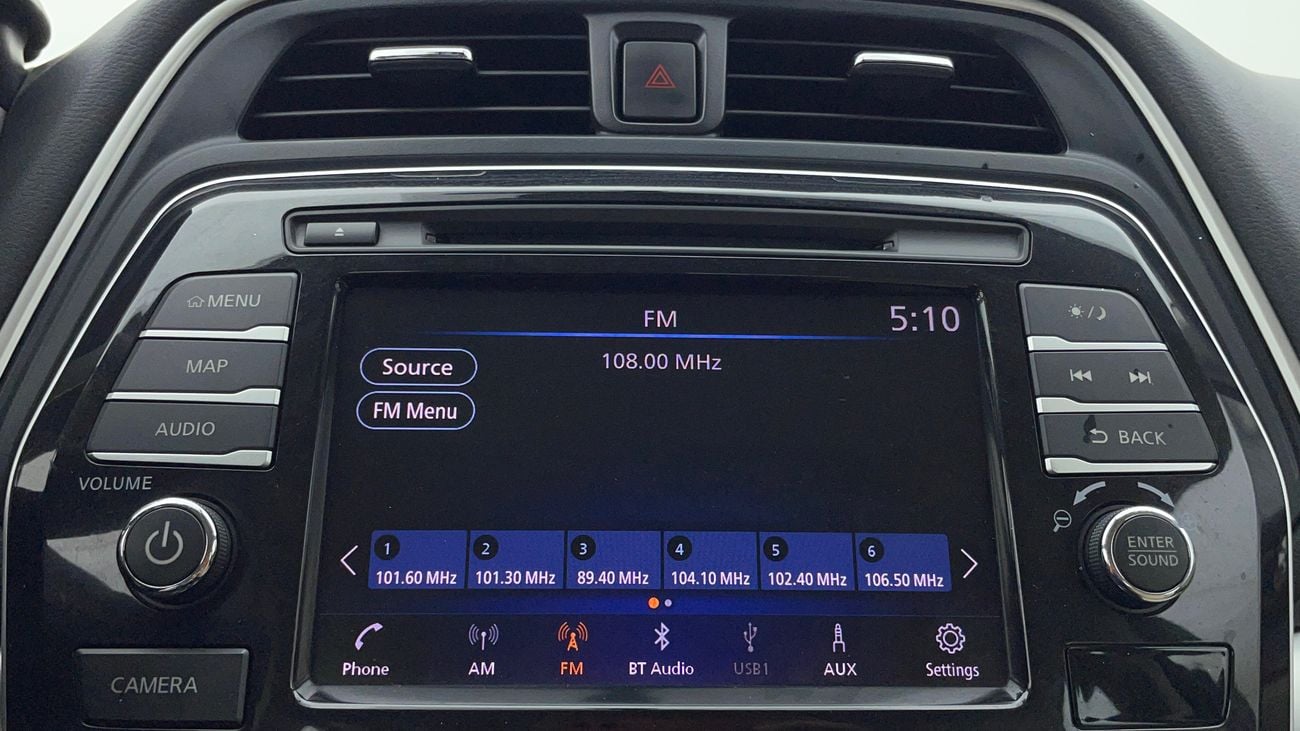 MENU
MAP
AUDIO
VOLUME
CAMERA
FM 5:10
Source
108.00 MHz
FM Menu
1 2 3 4 5 6
101.60 MHz 101.30 MHz 89.40 MHz 104.10 MHz 102.40 MHz 106.50 MHz
Phone AM FM BT Audio USB1 AUX Settings
BACK
ENTER
SOUND